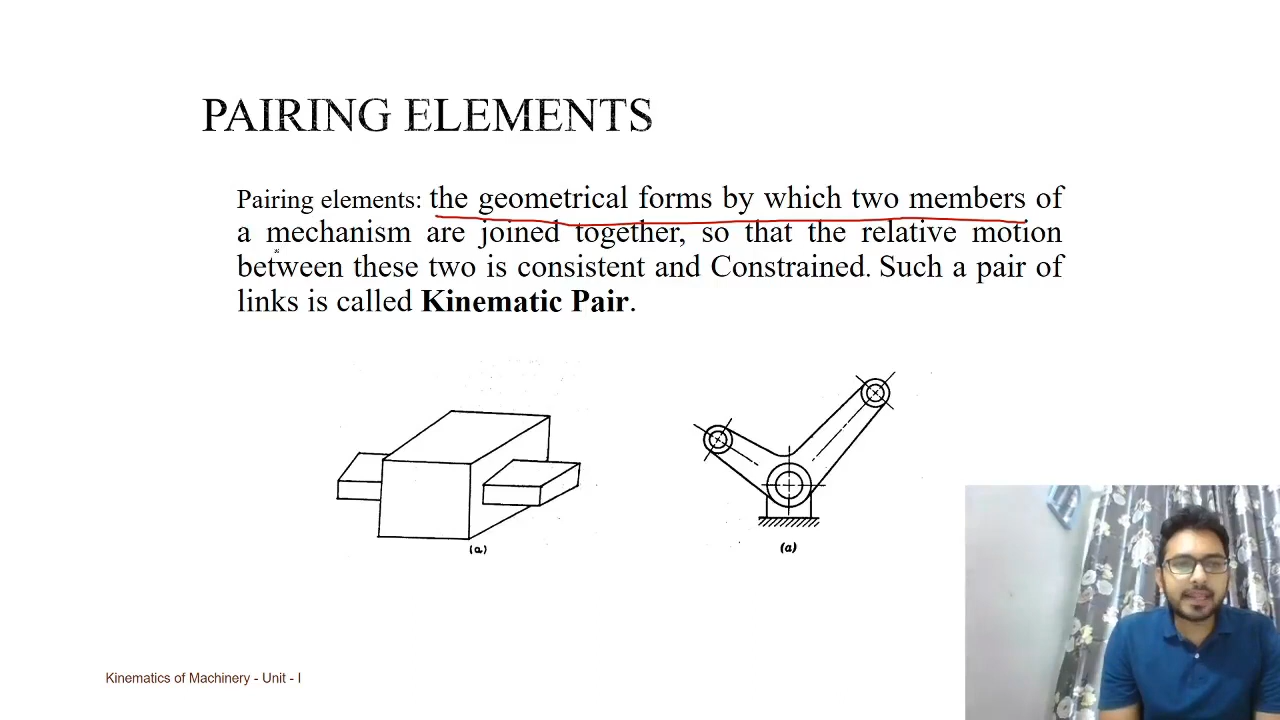 PAIRING ELEMENTS
Pairing elements: the geometrical forms by which two members of
a mechanism are joined together, so that the relative motion
between these two is consistent and Constrained. Such a pair of
links is called Kinematic Pair.
(a)
(a)
Kinematics of Machinery - Unit - I